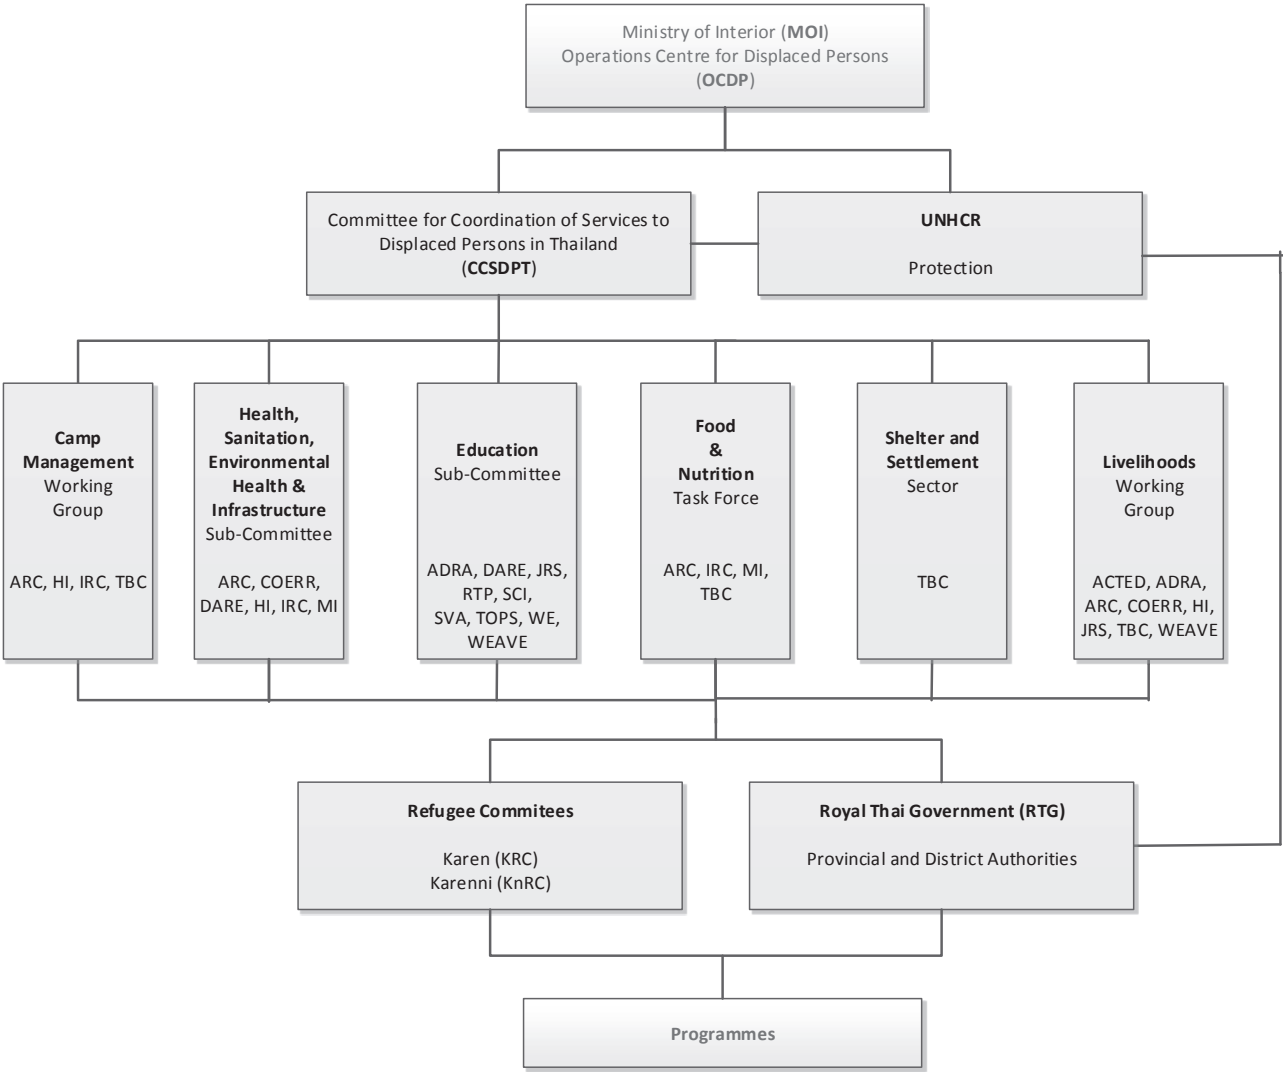 Ministry of Interior (MOI)
Operations Centre for Displaced Persons
(OCDP)
Committee for Coordination of Services to
Displaced Persons in Thailand
(CCSDPT)
UNHCR
Protection
Camp
Management
Working
Group
ARC, HI, IRC, TBC
Health,
Sanitation,
Environmental
Health &
Infrastructure
Sub-Committee
ARC, COERR,
DARE, HI, IRC, MI
Education
Sub-Committee
ADRA, DARE, JRS,
RTP, SCI,
SVA, TOPS, WE,
WEAVE
Food
&
Nutrition
Task Force
ARC, IRC, MI,
TBC
Shelter and
Settlement
Sector
TBC
Livelihoods
Working
Group
ACTED, ADRA,
ARC, COERR, HI,
JRS, TBC, WEAVE
Refugee Commitees
Karen (KRC)
Karenni (KnRC)
Royal Thai Government (RTG)
Provincial and District Authorities
Programmes